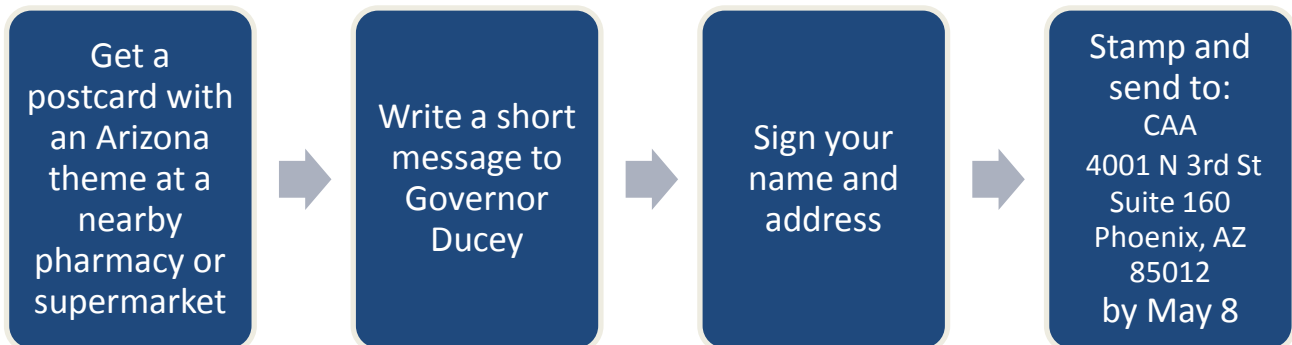 Get a
postcard with
an Arizona
theme at a
nearby
pharmacy or
supermarket
Write a short
message to
Governor
Ducey
Sign your
name and
address
Stamp and
send to:
CAA
4001 N 3rd St
Suite 160
Phoenix, AZ
85012
by May 8